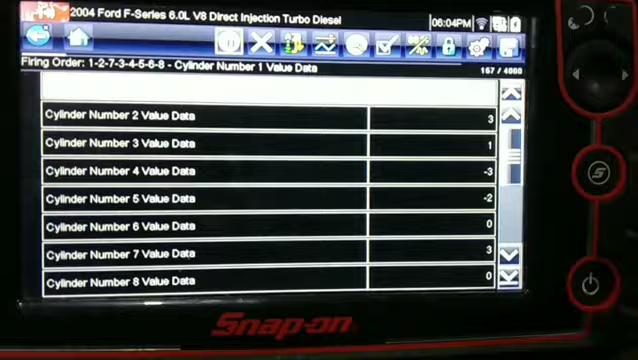 2004 Ford F-Series 6.0L V8 Direct Injection Turbo Diesel
06:04PM
Firing Order: 1-2-7-3-4-5-6-8 - Cylinder Number 1 Value Data
167 / 4860
Cylinder Number 2 Value Data 3
Cylinder Number 3 Value Data 1
Cylinder Number 4 Value Data -3
Cylinder Number 5 Value Data -2
Cylinder Number 6 Value Data 0
Cylinder Number 7 Value Data 3
Cylinder Number 8 Value Data 0
Snap-on
S